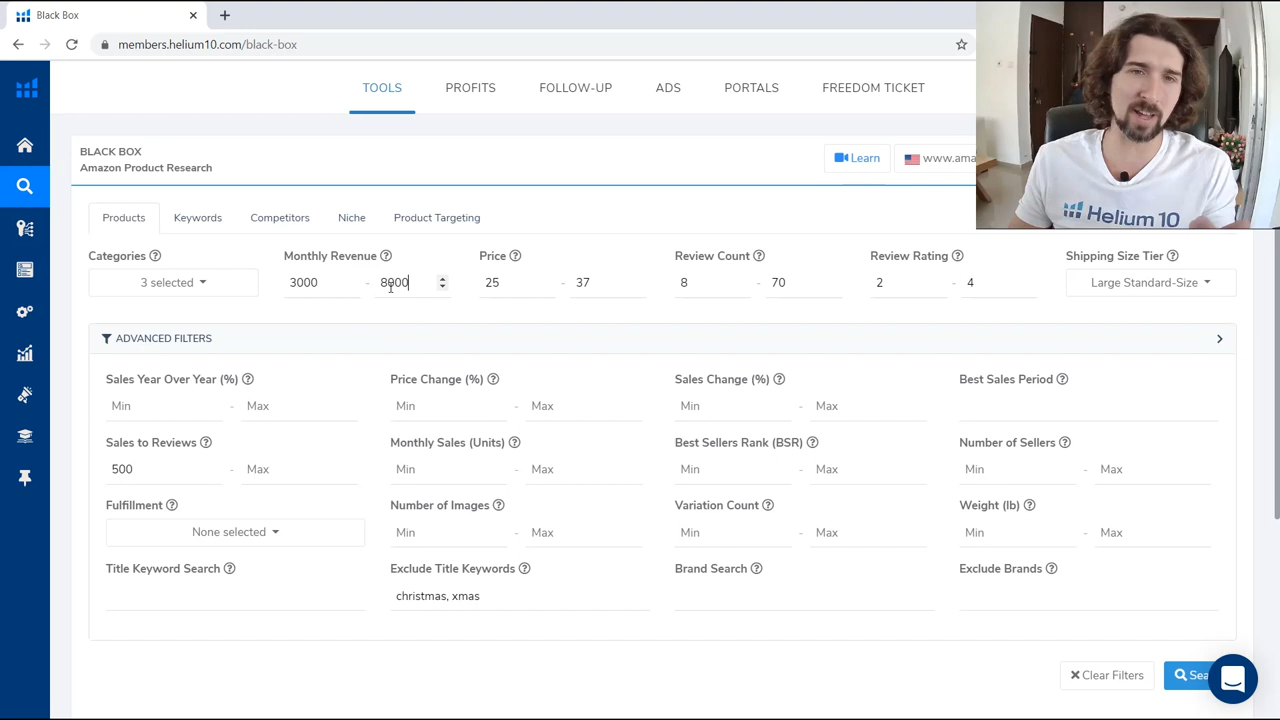 Black Box
members.helium10.com/black-box
TOOLS
PROFITS
FOLLOW-UP
ADS
PORTALS
FREEDOM TICKET
BLACK BOX
Amazon Product Research
Learn
www.ama
Helium 10
Products
Keywords
Competitors
Niche
Product Targeting
Categories
Monthly Revenue
Price
Review Count
Review Rating
Shipping Size Tier
3 selected
3000 - 8000
25 - 37
8 - 70
2 - 4
Large Standard-Size
ADVANCED FILTERS
Sales Year Over Year (%)
Price Change (%)
Sales Change (%)
Best Sales Period
Min - Max
Min - Max
Min - Max
Sales to Reviews
Monthly Sales (Units)
Best Sellers Rank (BSR)
Number of Sellers
500 - Max
Min - Max
Min - Max
Min - Max
Fulfillment
Number of Images
Variation Count
Weight (lb)
None selected
Min - Max
Min - Max
Min - Max
Title Keyword Search
Exclude Title Keywords
Brand Search
Exclude Brands
christmas, xmas
Clear Filters
Sea